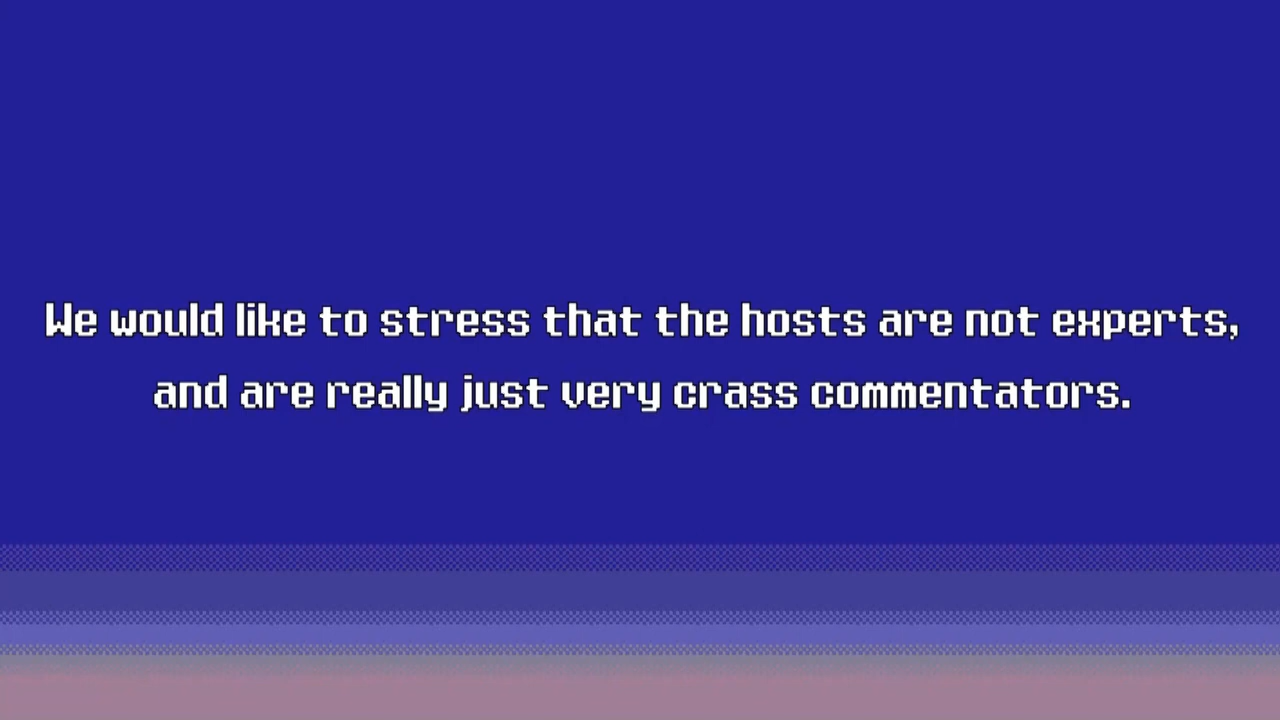 We would like to stress that the hosts are not experts,
and are really just very crass commentators.